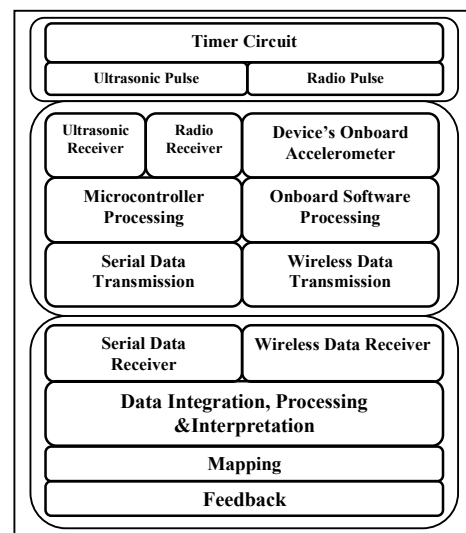 Timer Circuit
Ultrasonic Pulse
Radio Pulse
Ultrasonic
Receiver
Radio
Receiver
Device's Onboard
Accelerometer
Microcontroller
Processing
Onboard Software
Processing
Serial Data
Transmission
Wireless Data
Transmission
Serial Data
Receiver
Wireless Data Receiver
Data Integration, Processing
&Interpretation
Mapping
Feedback